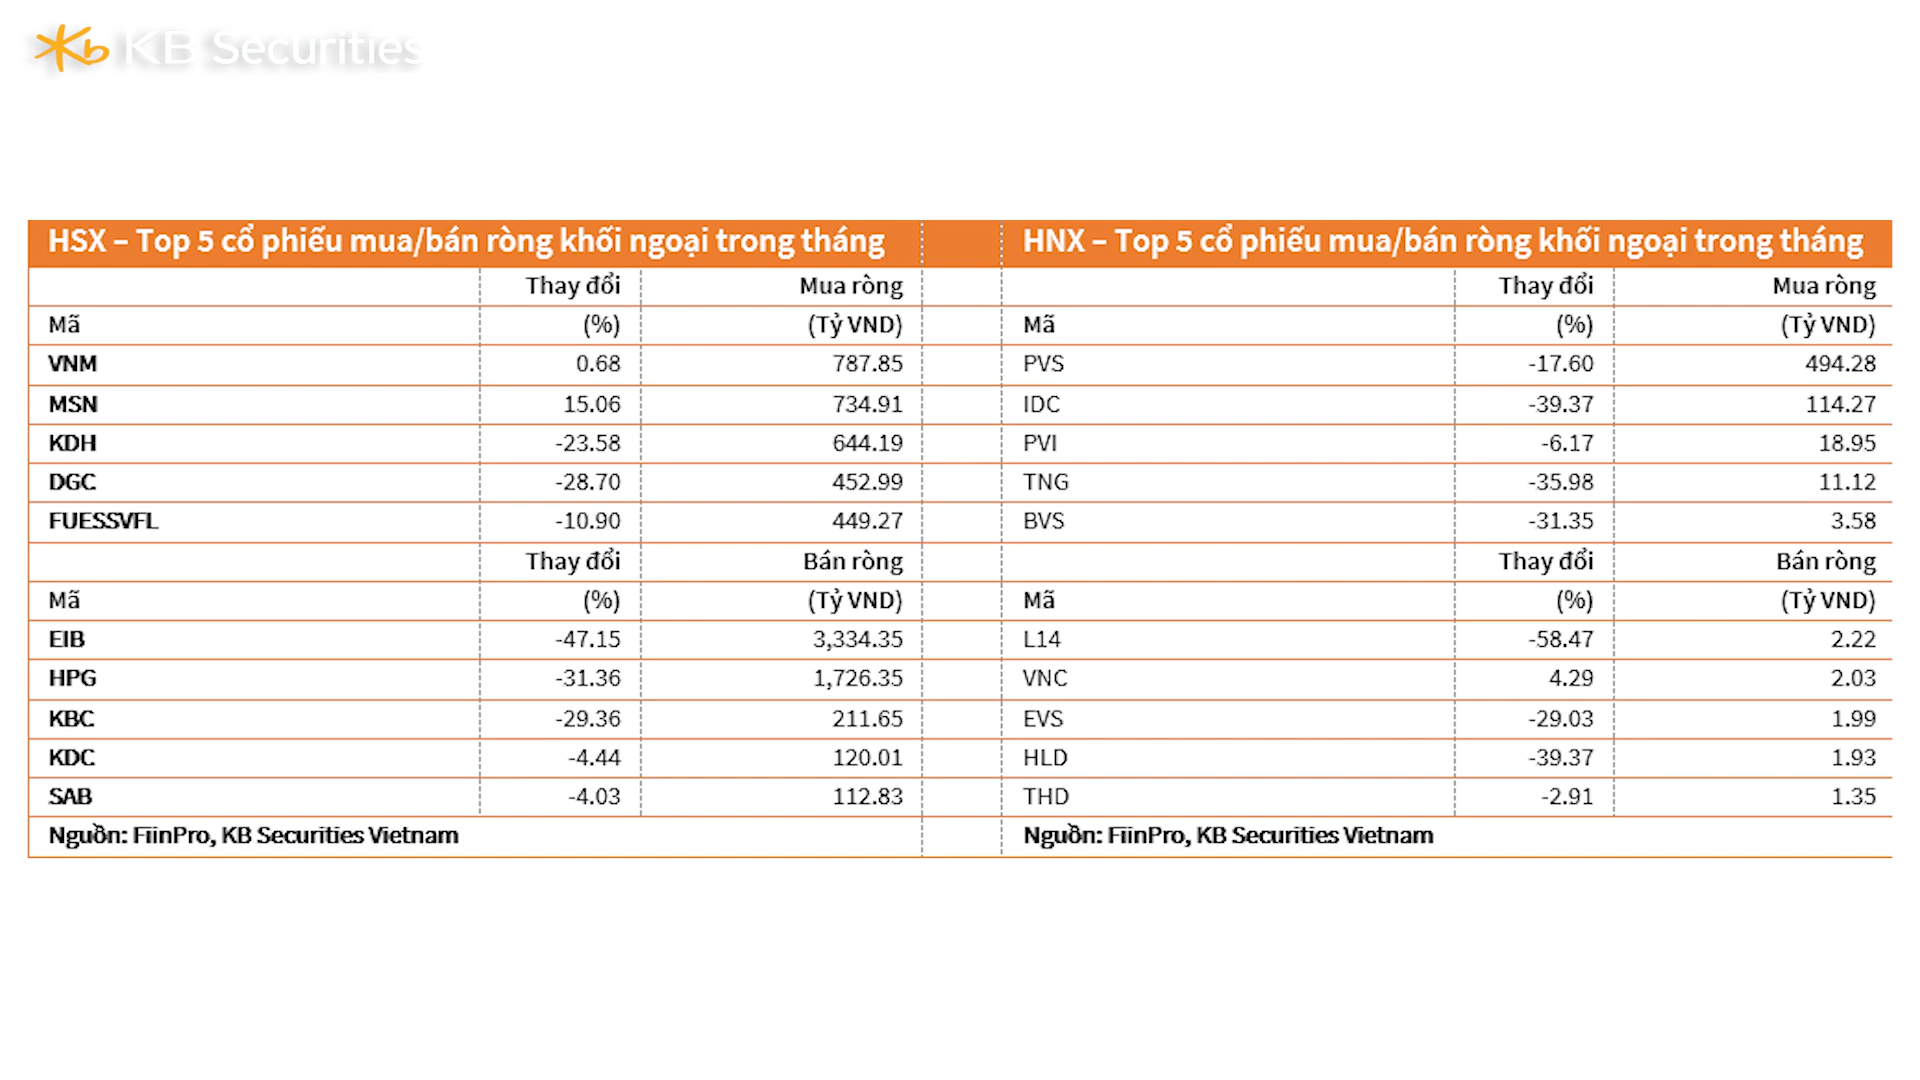 KB Securities
HSX – Top 5 cổ phiếu mua/bán ròng khối ngoại trong tháng
Thay đổi Mua ròng
Mã (%) (Tỷ VND)
VNM 0.68 787.85
MSN 15.06 734.91
KDH -23.58 644.19
DGC -28.70 452.99
FUESSVFL -10.90 449.27
Thay đổi Bán ròng
Mã (%) (Tỷ VND)
EIB -47.15 3,334.35
HPG -31.36 1,726.35
KBC -29.36 211.65
KDC -4.44 120.01
SAB -4.03 112.83
Nguồn: FiinPro, KB Securities Vietnam
HNX – Top 5 cổ phiếu mua/bán ròng khối ngoại trong tháng
Thay đổi Mua ròng
Mã (%) (Tỷ VND)
PVS -17.60 494.28
IDC -39.37 114.27
PVI -6.17 18.95
TNG -35.98 11.12
BVS -31.35 3.58
Thay đổi Bán ròng
Mã (%) (Tỷ VND)
L14 -58.47 2.22
VNC 4.29 2.03
EVS -29.03 1.99
HLD -39.37 1.93
THD -2.91 1.35
Nguồn: FiinPro, KB Securities Vietnam